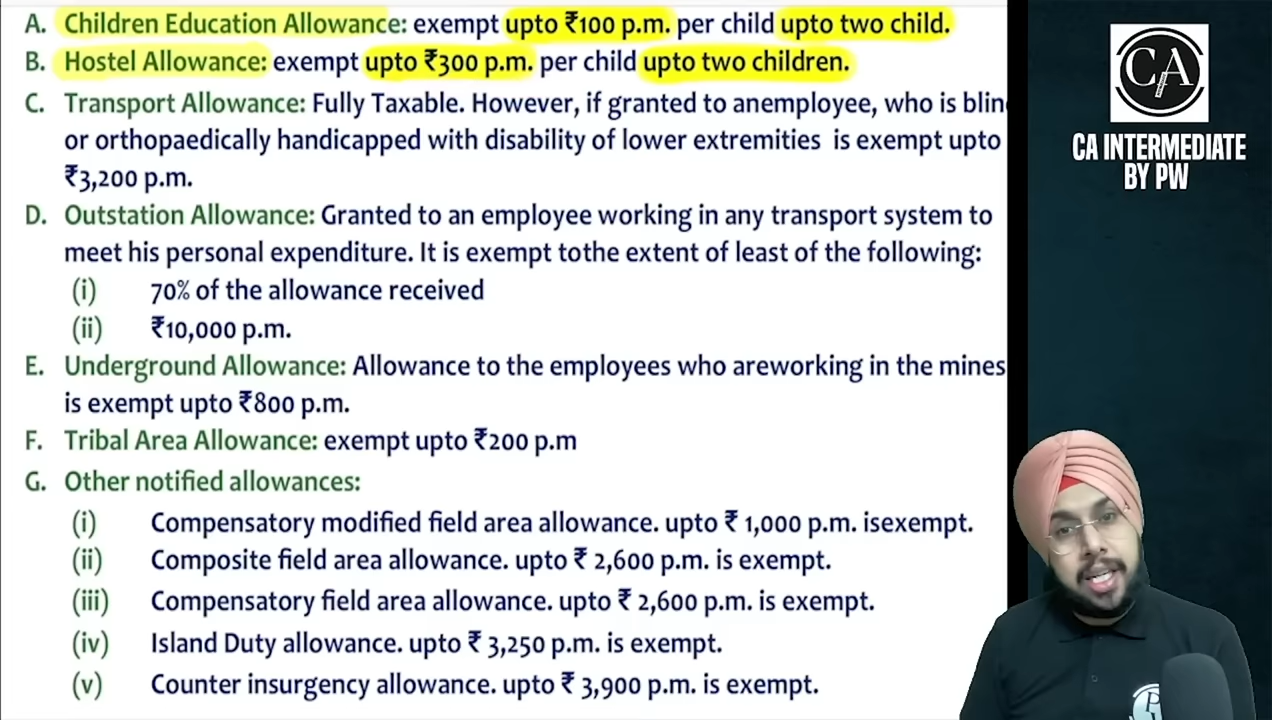 A. Children Education Allowance: exempt upto ₹100 p.m. per child upto two child.
B. Hostel Allowance: exempt upto ₹300 p.m. per child upto two children.
C. Transport Allowance: Fully Taxable. However, if granted to anemployee, who is blin
or orthopaedically handicapped with disability of lower extremities is exempt upto
₹3,200 p.m.
D. Outstation Allowance: Granted to an employee working in any transport system to
meet his personal expenditure. It is exempt tothe extent of least of the following:
(i) 70% of the allowance received
(ii) ₹10,000 p.m.
E. Underground Allowance: Allowance to the employees who areworking in the mines
is exempt upto ₹800 p.m.
F. Tribal Area Allowance: exempt upto ₹200 p.m
G. Other notified allowances:
(i) Compensatory modified field area allowance. upto ₹ 1,000 p.m. isexempt.
(ii) Composite field area allowance. upto ₹ 2,600 p.m. is exempt.
(iii) Compensatory field area allowance. upto ₹ 2,600 p.m. is exempt.
(iv) Island Duty allowance. upto ₹ 3,250 p.m. is exempt.
(v) Counter insurgency allowance. upto ₹ 3,900 p.m. is exempt.
CA
CA INTERMEDIATE
BY PW